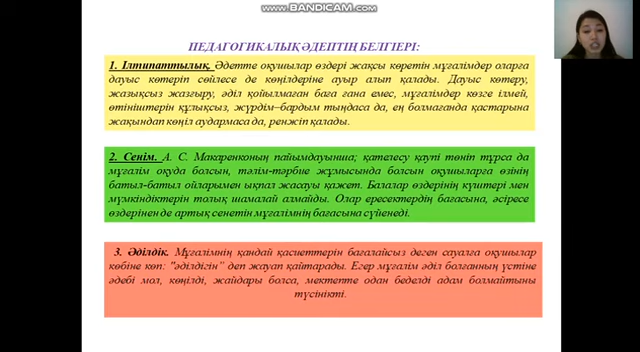 www.BANDICAM.com
ПЕДАГОГИКАЛЫҚ ӘДЕПТІҢ БЕЛГІЕРІ:
1. Ілтипаттылық. Әдетте оқушылар өздері жақсы көретін мұғалімдер оларға
дауыс көтеріп сөйлесе де көңілдеріне ауыр алып қалады. Дауыс көтеру,
жазықсыз жазғыру, әділ қойылмаған баға ғана емес, мұғалімдер көзге ілмей,
өтініштерін құлықсыз, жүрдім–бардым тыңдаса да, ең болмағанда қастарына
жақындап көңіл аудармаса да, ренжіп қалады.
2. Сенім. А. С. Макаренконың пайымдауынша; қателесу қаупі төніп тұрса да
мұғалім оқуда болсын, тәлім-тәрбие жұмысында болсын оқушыларға өзінің
батыл-батыл ойларымен ықпал жасауы қажет. Балалар өздерінің күштері мен
мүмкіндіктерін толық шамалай алмайды. Олар ересектердің бағасына, әсіресе
өздерінен де артық сенетін мұғалімнің бағасына сүйенеді.
3. Әділдік. Мұғалімнің қандай қасиеттерін бағалайсыз деген сауалға оқушылар
көбіне көп: "әділдігін" деп жауап қайтарады. Егер мұғалім әділ болғанның үстіне
әдебі мол, көңілді, жайдары болса, мектепте одан беделді адам болмайтыны
түсінікті.